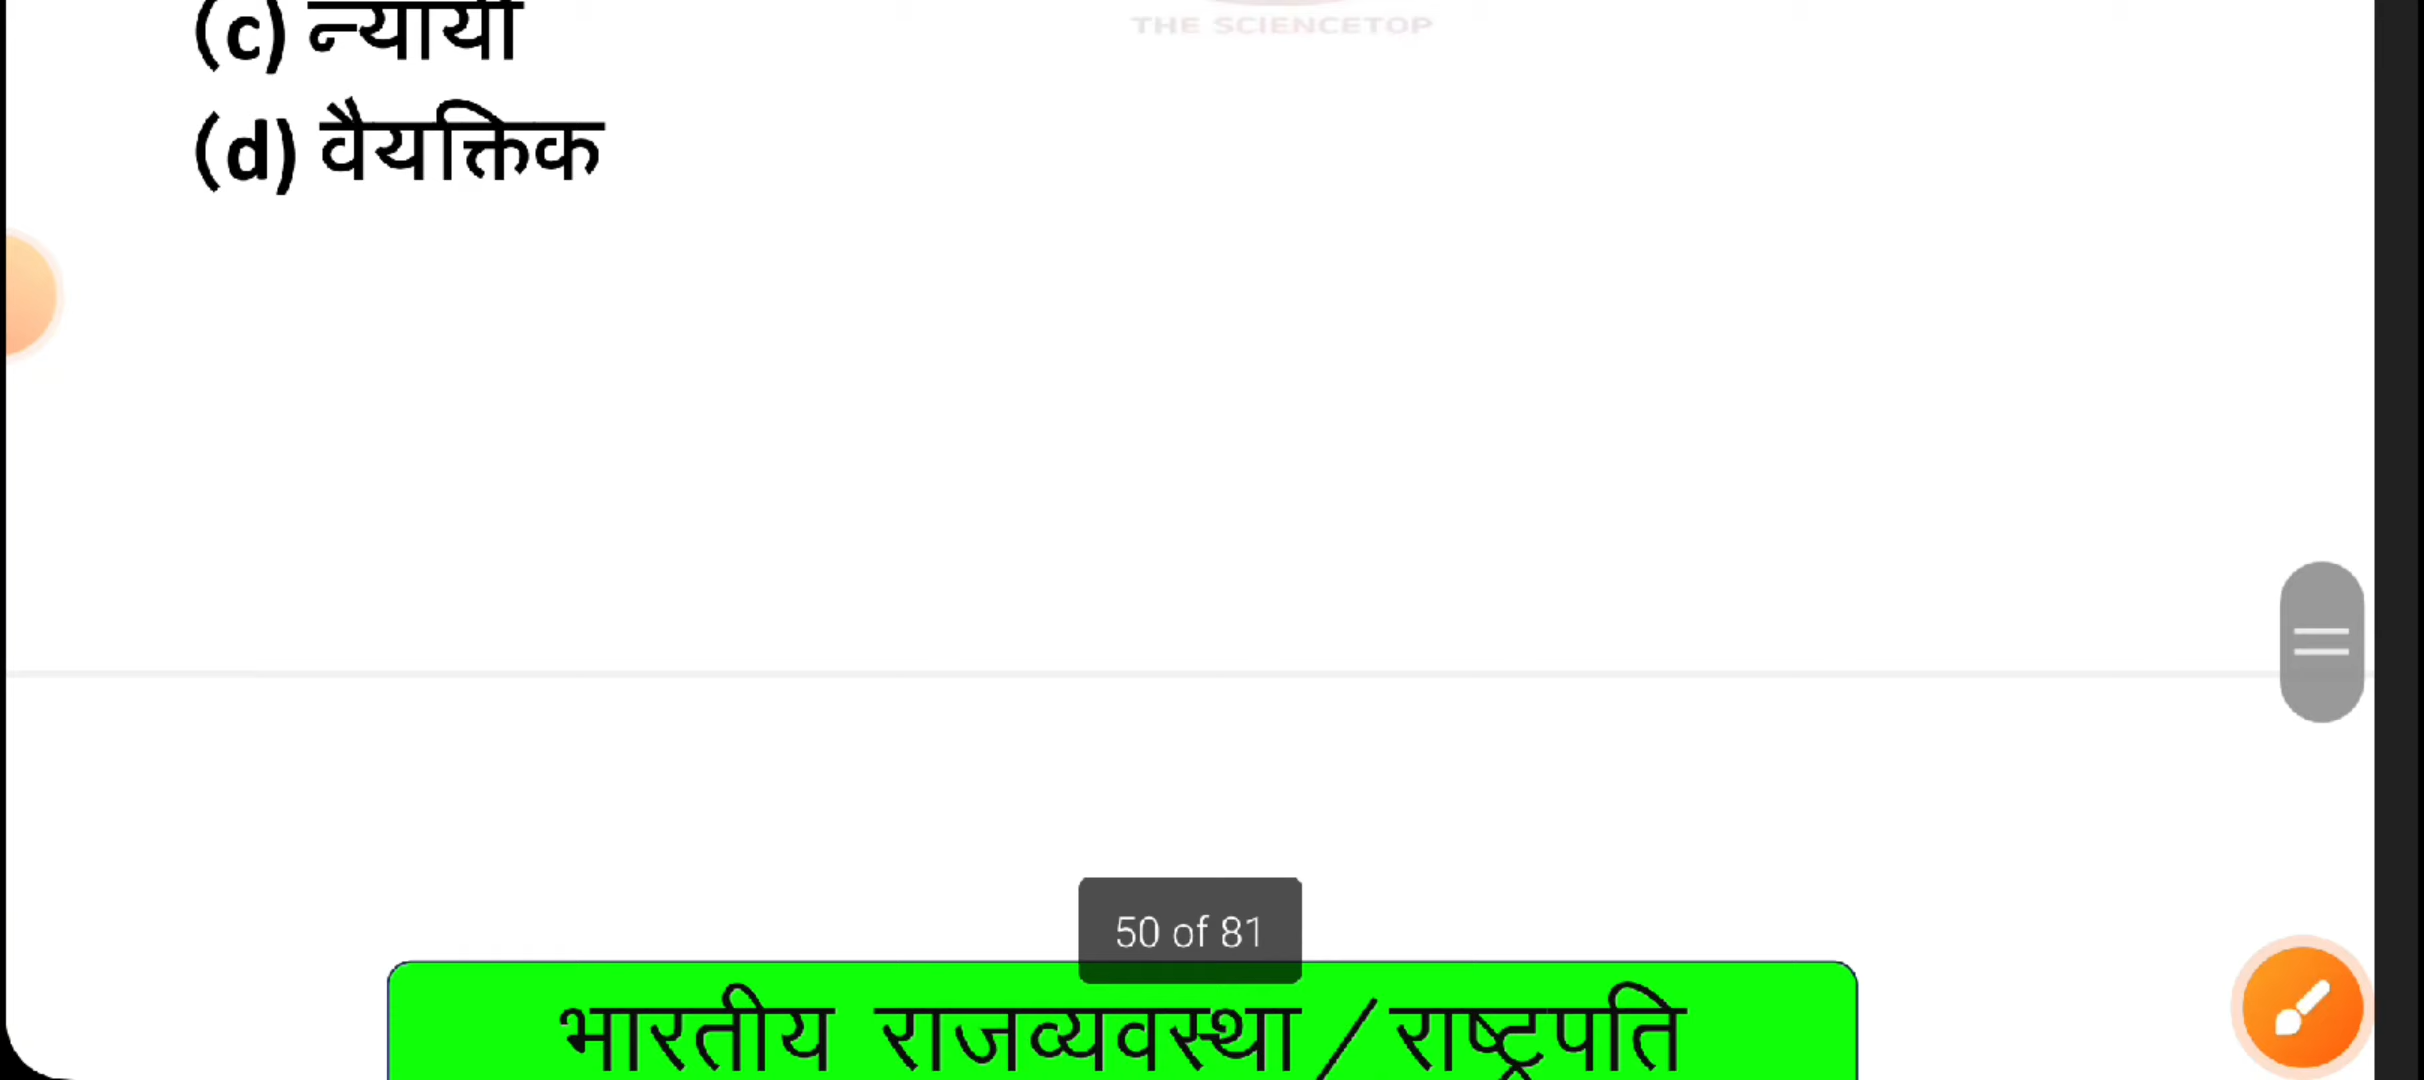 (c) न्यायी
THE SCIENCETOP
(d) वैयक्तिक
50 of 81
भारतीय राजव्यवस्था/राष्ट्रपति